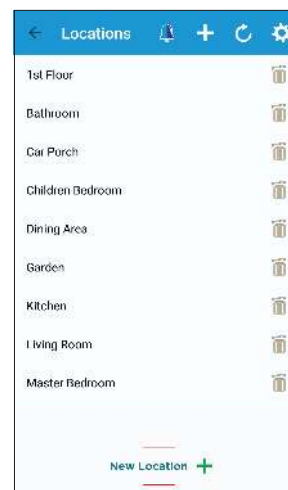 Locations
1st Floor
Bathroom
Car Porch
Children Bedroom
Dining Area
Garden
Kitchen
Living Room
Master Bedroom
New Location